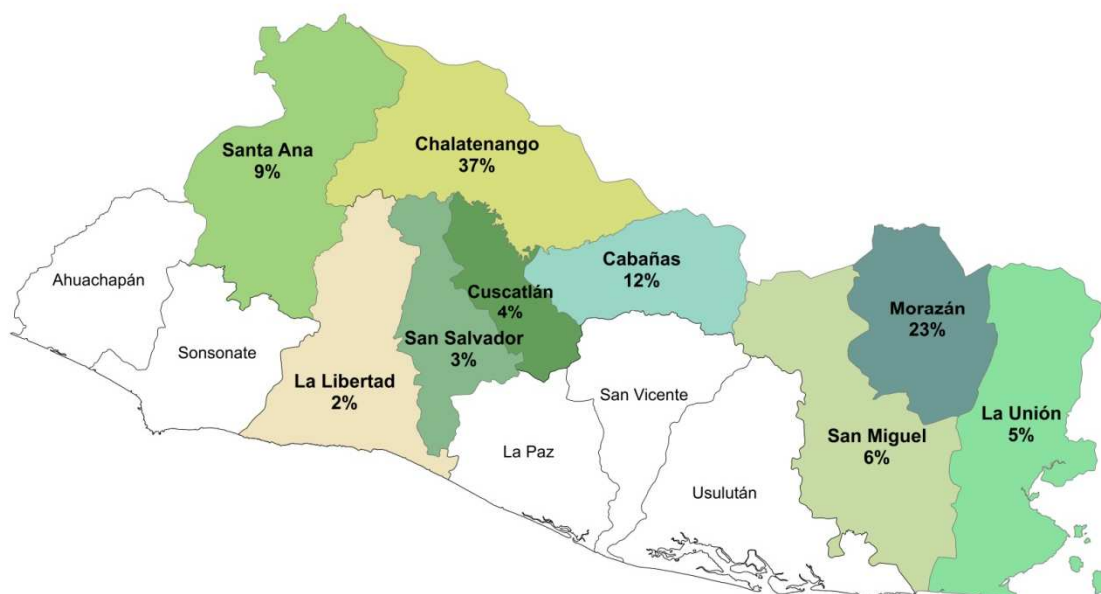 Santa Ana
9%
Chalatenango
37%
Ahuachapán
Sonsonate
La Libertad
2%
San Salvador
3%
Cuscatlán
4%
Cabañas
12%
La Paz
San Vicente
Usulután
San Miguel
6%
Morazán
23%
La Unión
5%